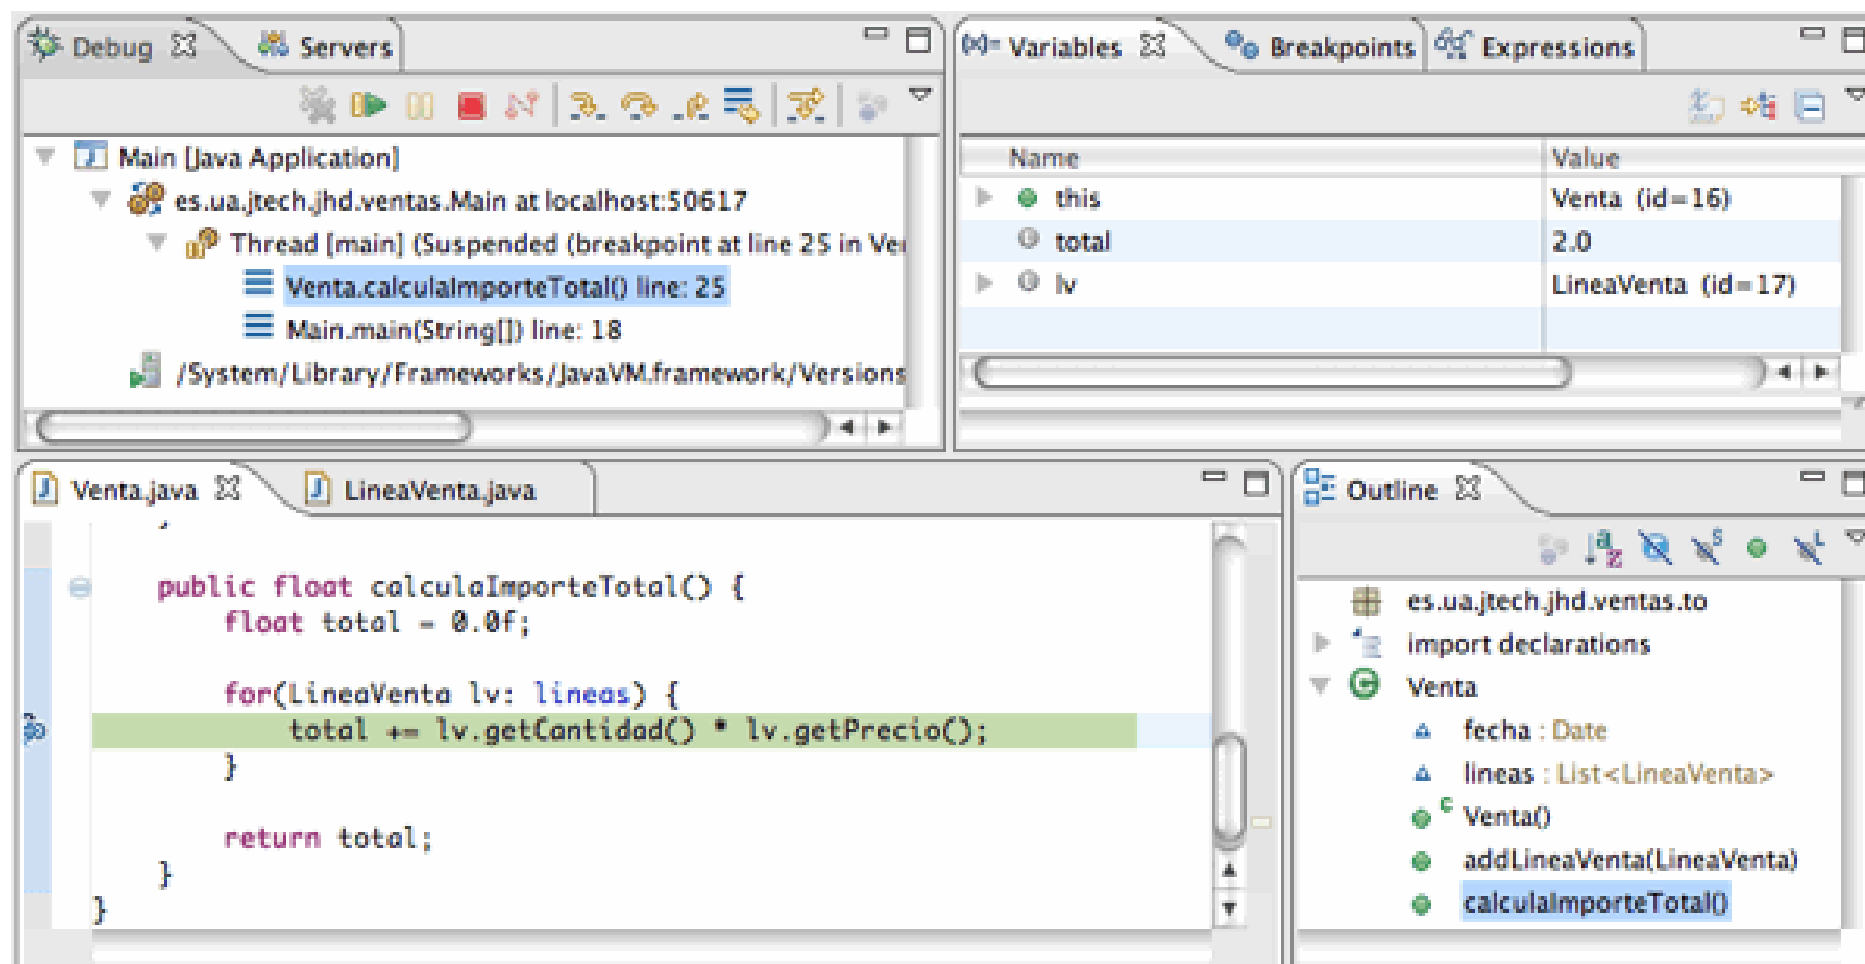 Debug Servers
Main [Java Application]
es.ua.jtech.jhd.ventas.Main at localhost:50617
Thread [main] (Suspended (breakpoint at line 25 in Ve
Venta.calculaImporteTotal() line: 25
Main.main(String[]) line: 18
/System/Library/Frameworks/JavaVM.framework/Versions
(x)= Variables Breakpoints Expressions
Name Value
this Venta (id=16)
total 2.0
lv LineaVenta (id=17)
Venta.java LineaVenta.java
}
public float calculaImporteTotal() {
float total = 0.0f;
for(LineaVenta lv: lineas) {
total += lv.getCantidad() * lv.getPrecio();
}
return total;
}
}
Outline
es.ua.jtech.jhd.ventas.to
import declarations
Venta
fecha : Date
lineas : List<LineaVenta>
Venta()
addLineaVenta(LineaVenta)
calculaImporteTotal()